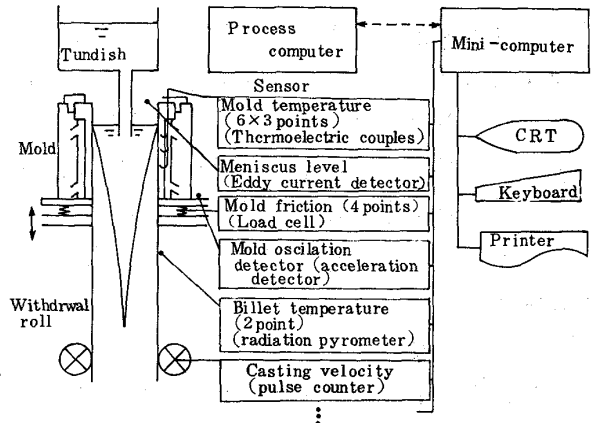 Tundish
Process
computer
Mini-computer
Sensor
Mold temperature
(6×3 points)
(Thermoelectric couples)
Mold
Meniscus level
(Eddy current detector)
Mold friction (4 points)
(Load cell)
Mold oscilation
detector (acceleration
detector)
Withdrwal
roll
Billet temperature
(2 point)
(radiation pyrometer)
Casting velocity
(pulse counter)
CRT
Keyboard
Printer